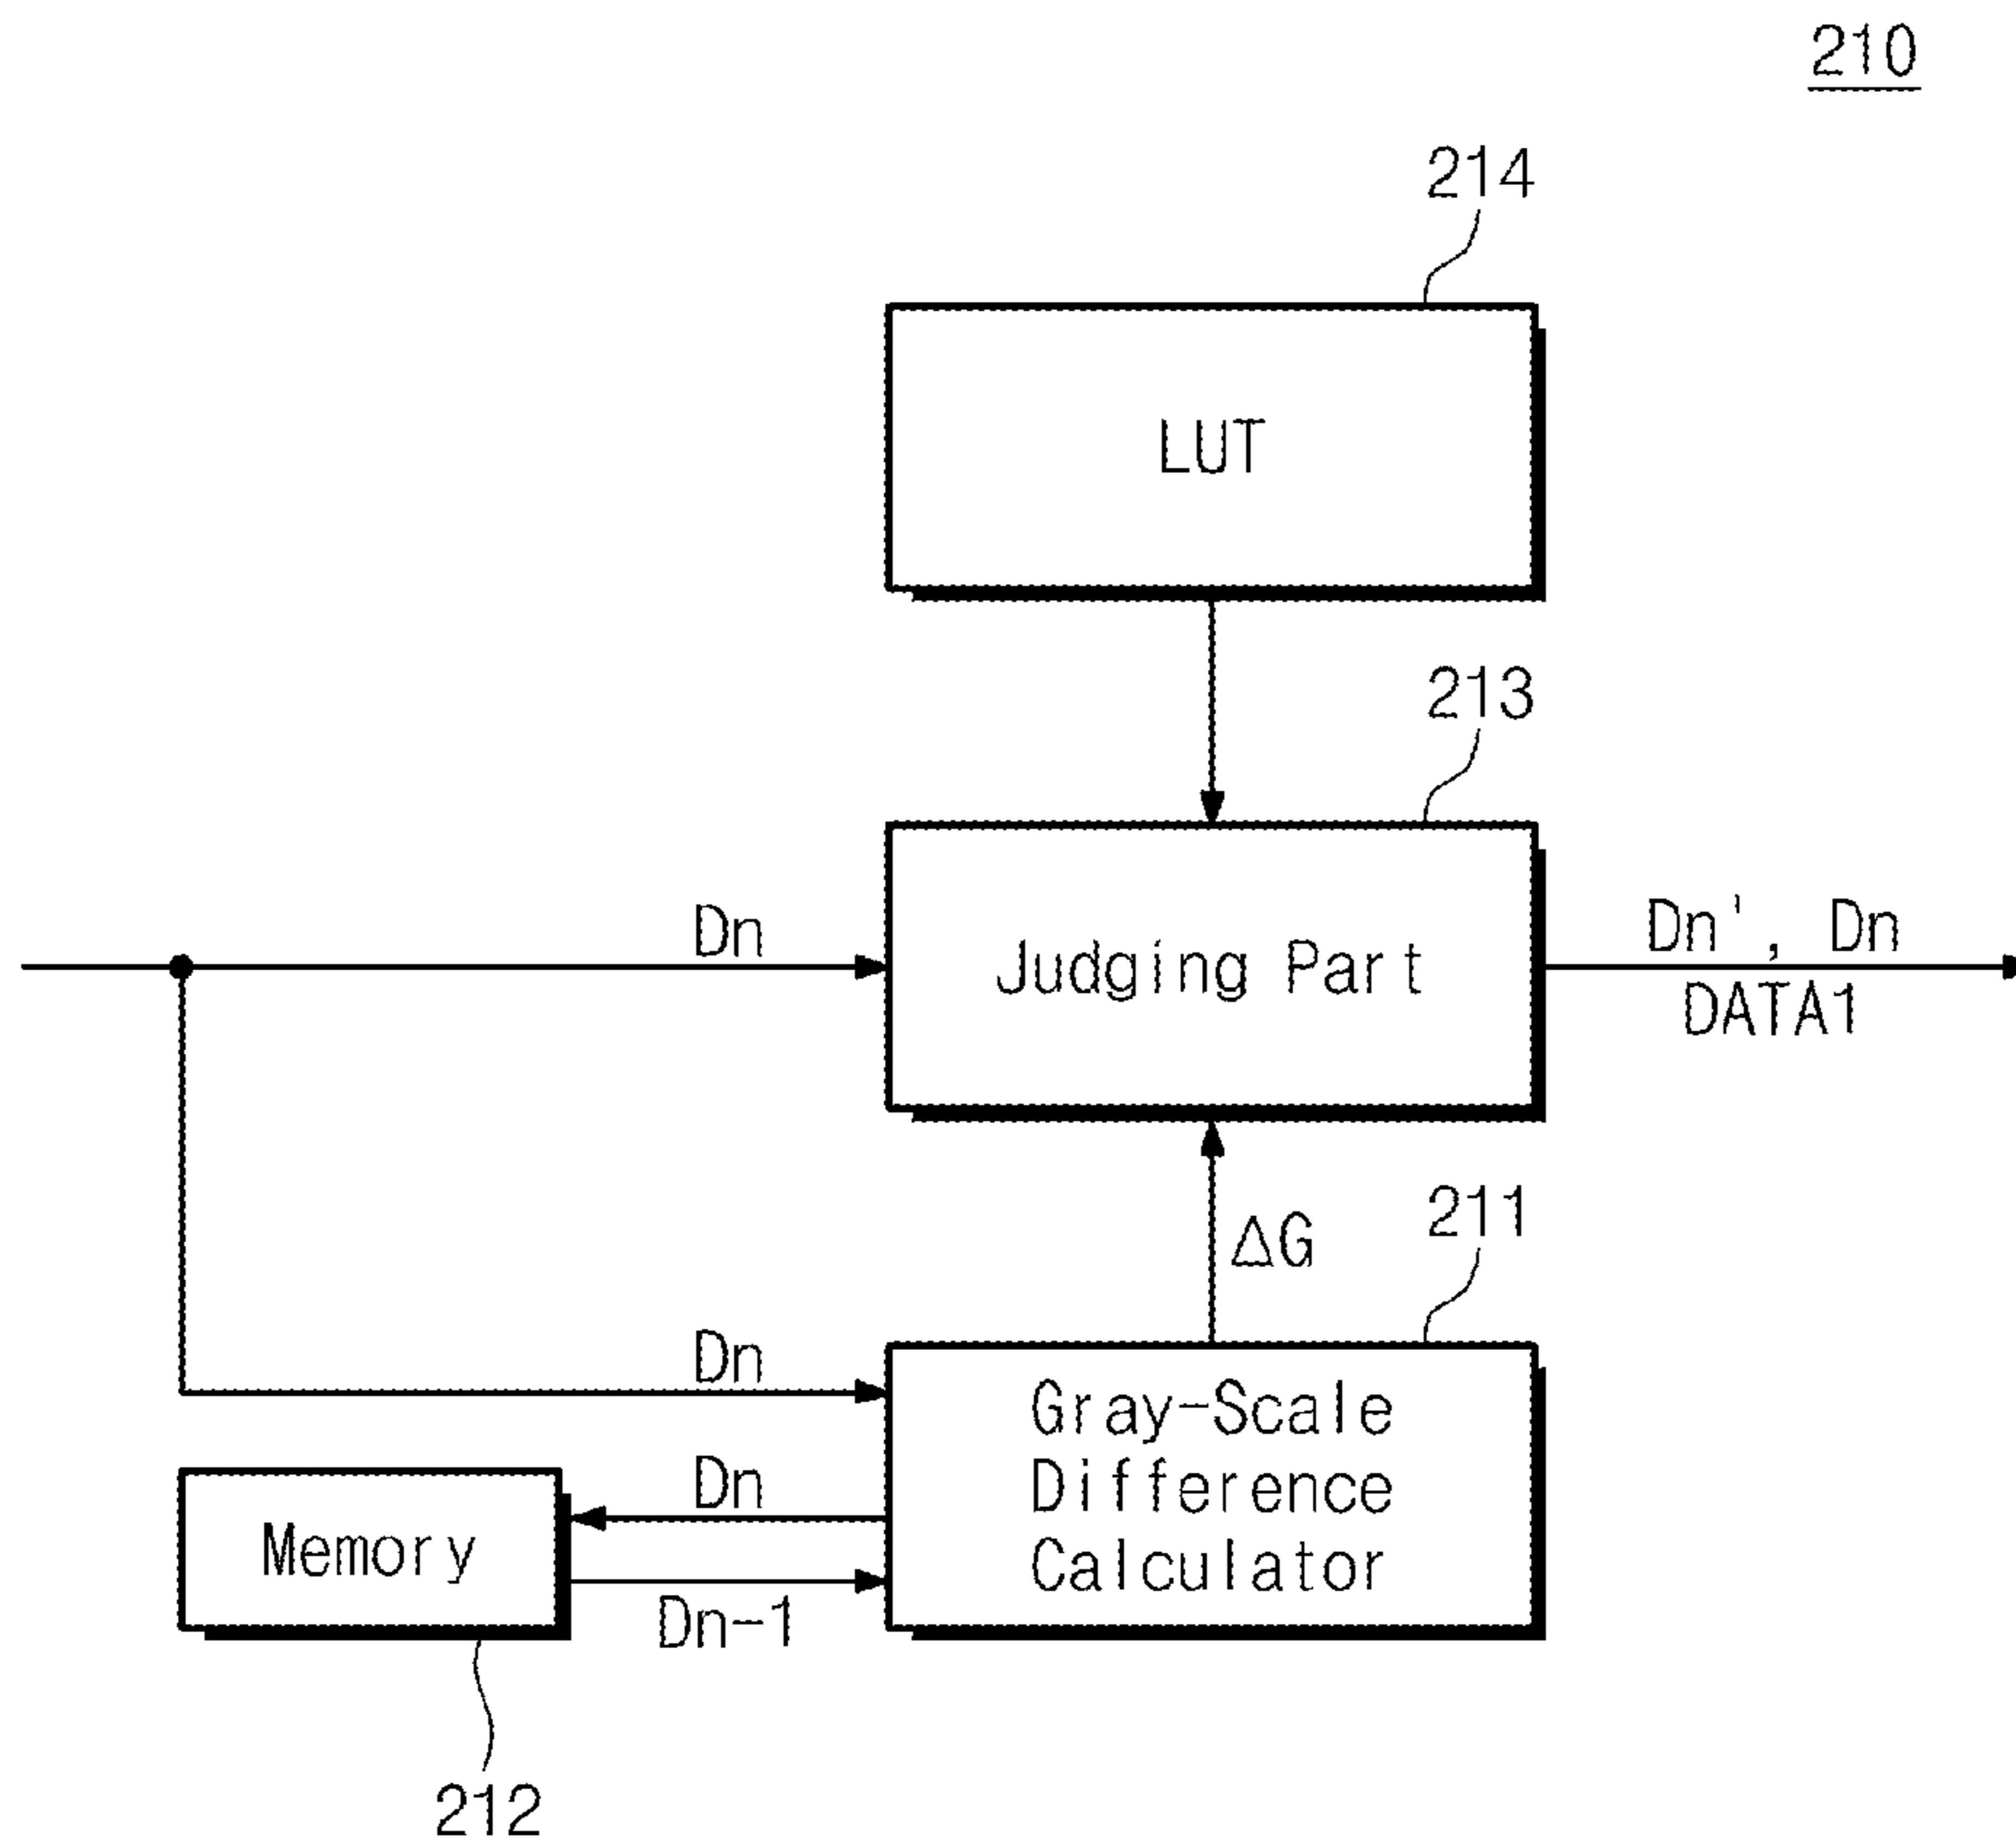 210
214
LUT
213
Dn
Judging Part
Dn', Dn
DATA1
ΔG
211
Dn
Gray-Scale
Difference
Calculator
Dn
Memory
Dn-1
212